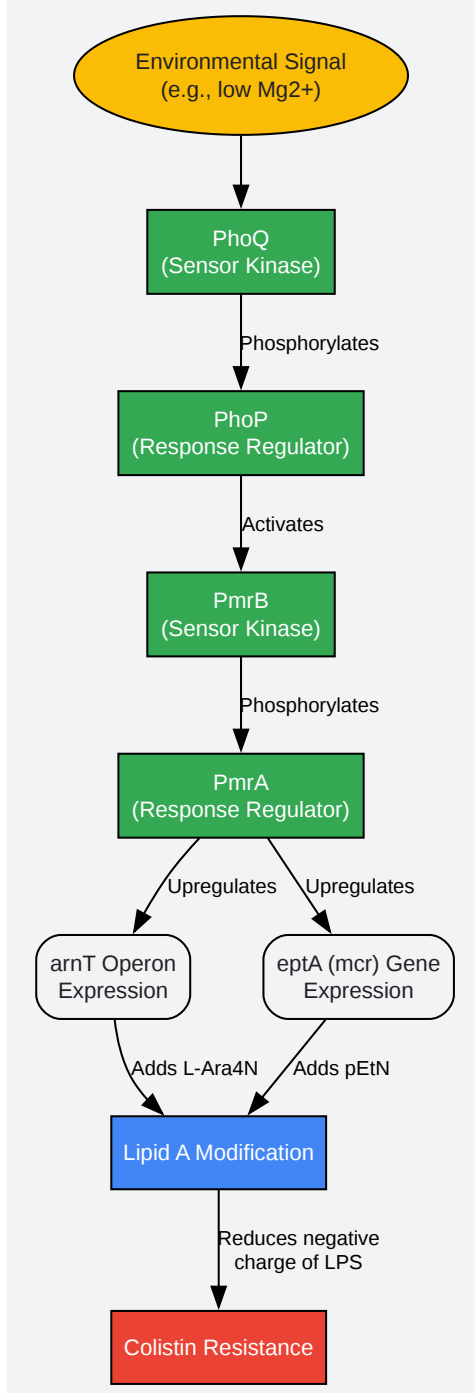 Environmental Signal
(e.g., low Mg2+)
PhoQ
(Sensor Kinase)
Phosphorylates
PhoP
(Response Regulator)
Activates
PmrB
(Sensor Kinase)
Phosphorylates
PmrA
(Response Regulator)
Upregulates
Upregulates
arnT Operon
Expression
eptA (mcr) Gene
Expression
Adds L-Ara4N
Adds pEtN
Lipid A Modification
Reduces negative
charge of LPS
Colistin Resistance